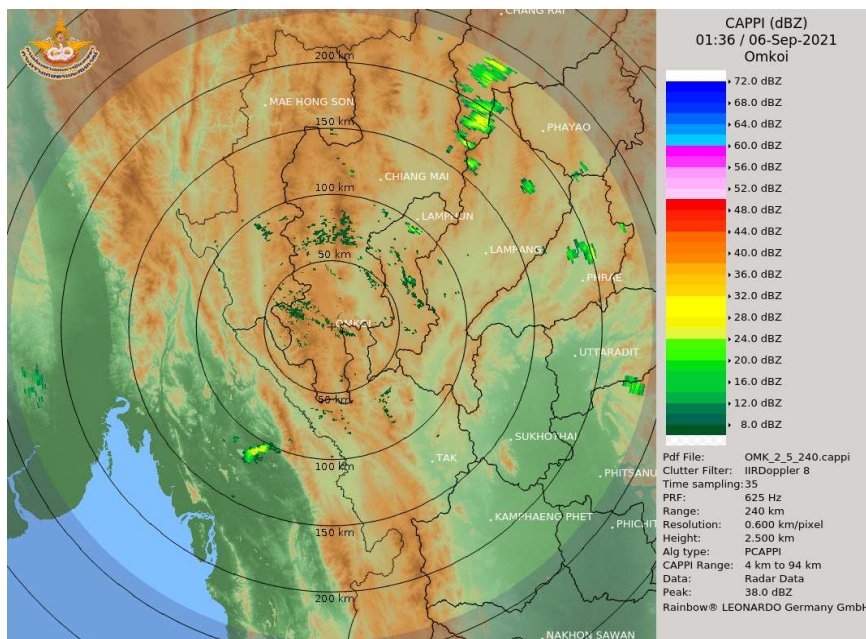 CAPPI (dBZ)
01:36 / 06-Sep-2021
Omkoi
72.0 dBZ
68.0 dBZ
64.0 dBZ
60.0 dBZ
56.0 dBZ
52.0 dBZ
48.0 dBZ
44.0 dBZ
40.0 dBZ
36.0 dBZ
32.0 dBZ
28.0 dBZ
24.0 dBZ
20.0 dBZ
16.0 dBZ
12.0 dBZ
8.0 dBZ
Pdf File: OMK_2_5_240.cappi
Clutter Filter: IIRDoppler 8
Time sampling:35
PRF: 625 Hz
Range: 240 km
Resolution: 0.600 km/pixel
Height: 2.500 km
Alg type: PCAPPI
CAPPI Range: 4 km to 94 km
Data: Radar Data
Peak: 38.0 dBZ
Rainbow® LEONARDO Germany GmbH
CHIANG RAI
200 km
MAE HONG SON
150 km
PHAYAO
CHIANG MAI
100 km
LAMPHUN
LAMPANG
50 km
PHRAE
OMKOI
UTTARADIT
50 km
SUKHOTHAI
TAK
100 km
PHITSANU
KAMPHAENG PHET
PHICHIT
150 km
200 km
NAKHON SAWAN